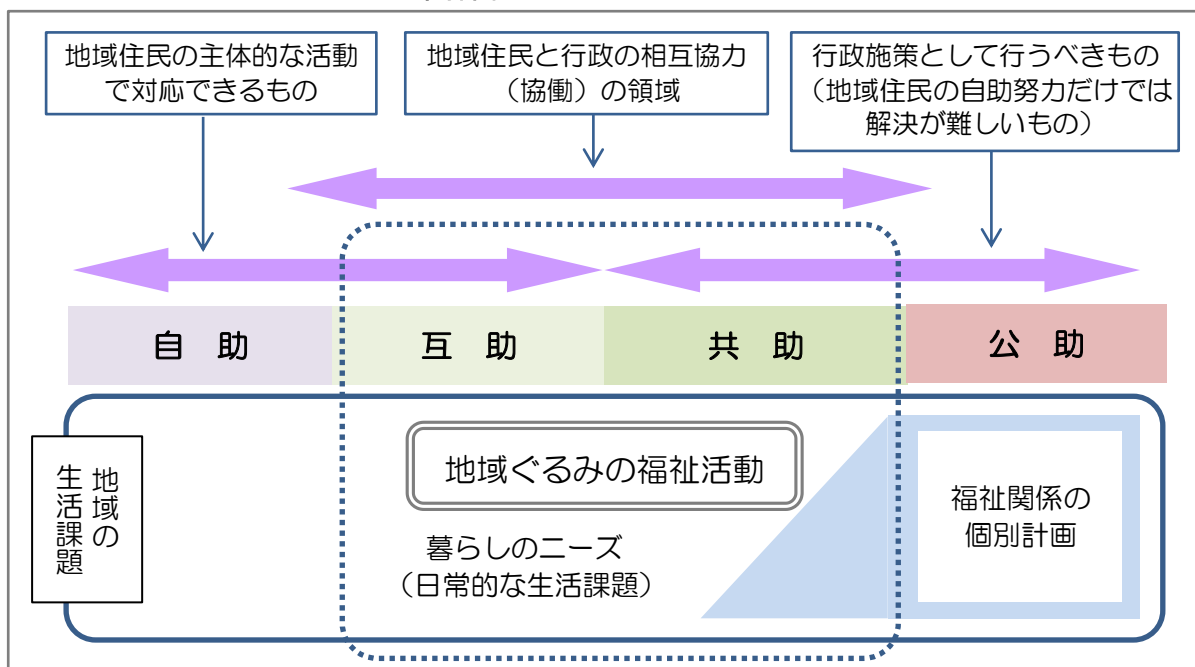 地域住民の主体的な活動
で対応できるもの
地域住民と行政の相互協力
（協働）の領域
行政施策として行うべきもの
（地域住民の自助努力だけでは
解決が難しいもの）
自　助
互　助
共　助
公　助
地域の
生活課題
地域ぐるみの福祉活動
暮らしのニーズ
（日常的な生活課題）
福祉関係の
個別計画